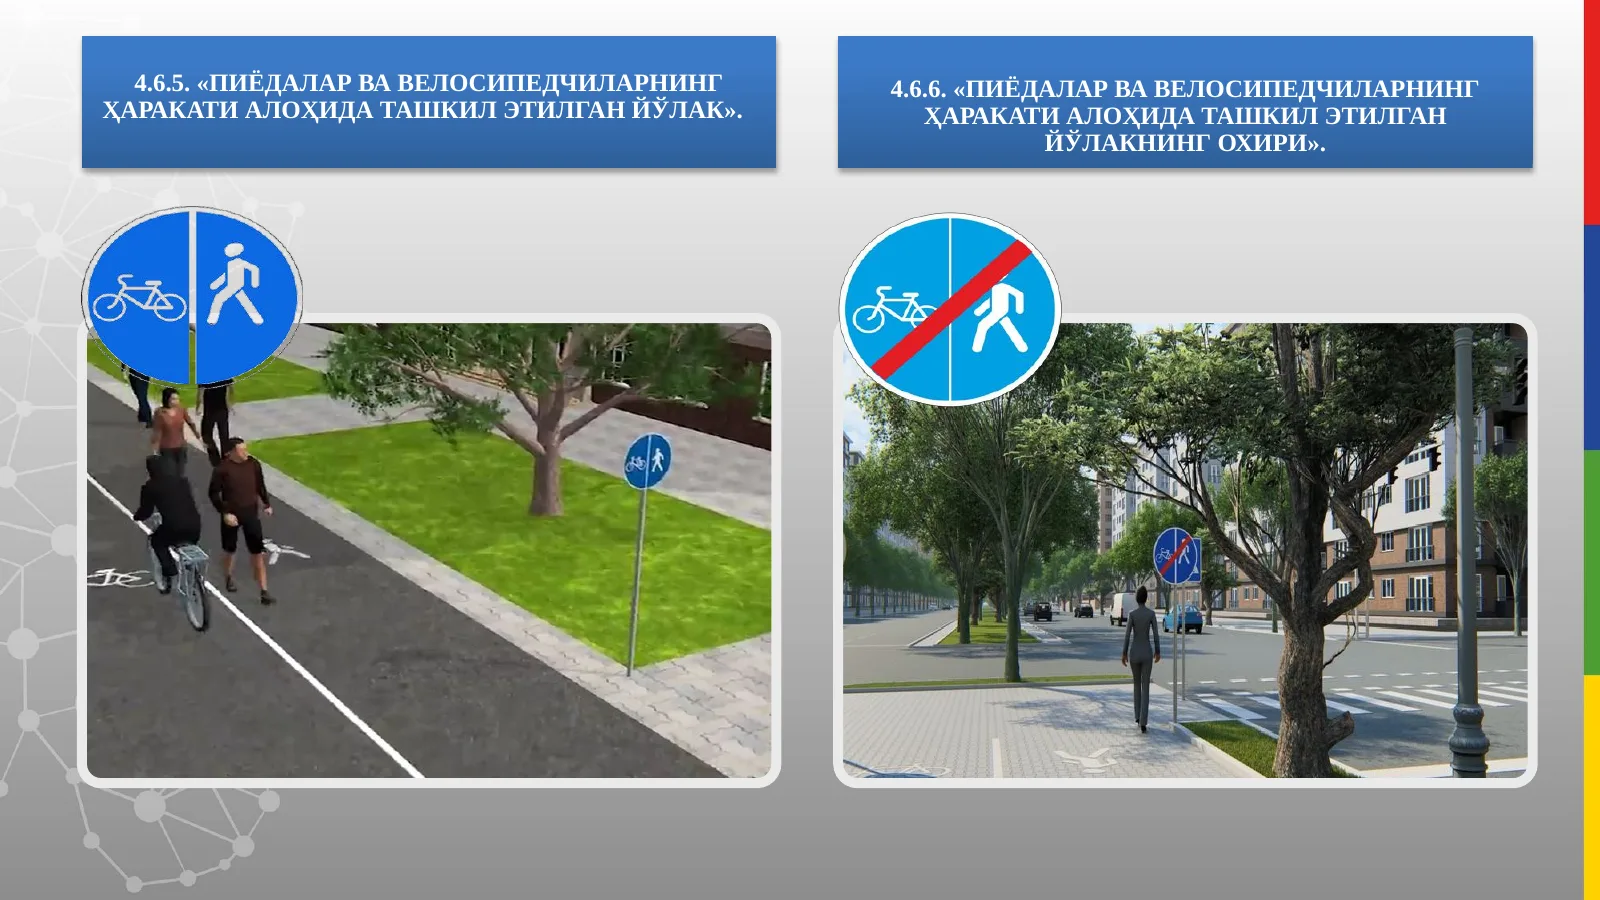 4.6.5. «ПИЁДАЛАР ВА ВЕЛОСИПЕДЧИЛАРНИНГ
ҲАРАКАТИ АЛОҲИДА ТАШКИЛ ЭТИЛГАН ЙЎЛАК».
4.6.6. «ПИЁДАЛАР ВА ВЕЛОСИПЕДЧИЛАРНИНГ
ҲАРАКАТИ АЛОҲИДА ТАШКИЛ ЭТИЛГАН
ЙЎЛАКНИНГ ОХИРИ».